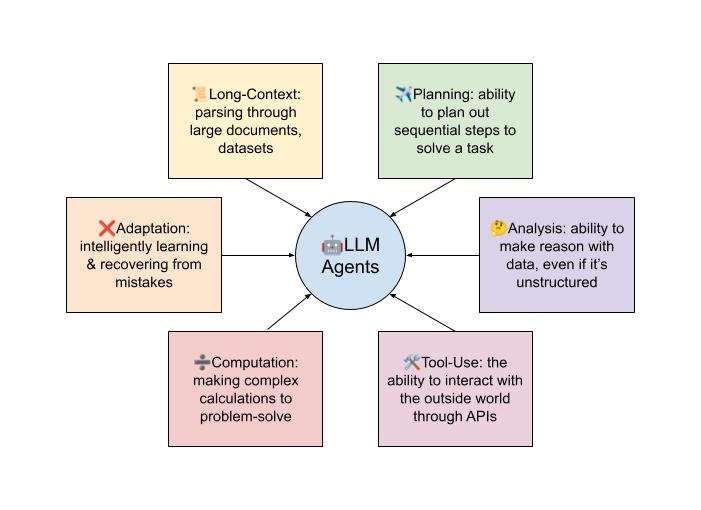 📜Long-Context:
parsing through
large documents,
datasets
✈️Planning: ability
to plan out
sequential steps to
solve a task
❌Adaptation:
intelligently learning
& recovering from
mistakes
🤖LLM
Agents
🤔Analysis: ability to
make reason with
data, even if it's
unstructured
➗Computation:
making complex
calculations to
problem-solve
🛠️Tool-Use: the
ability to interact with
the outside world
through APIs